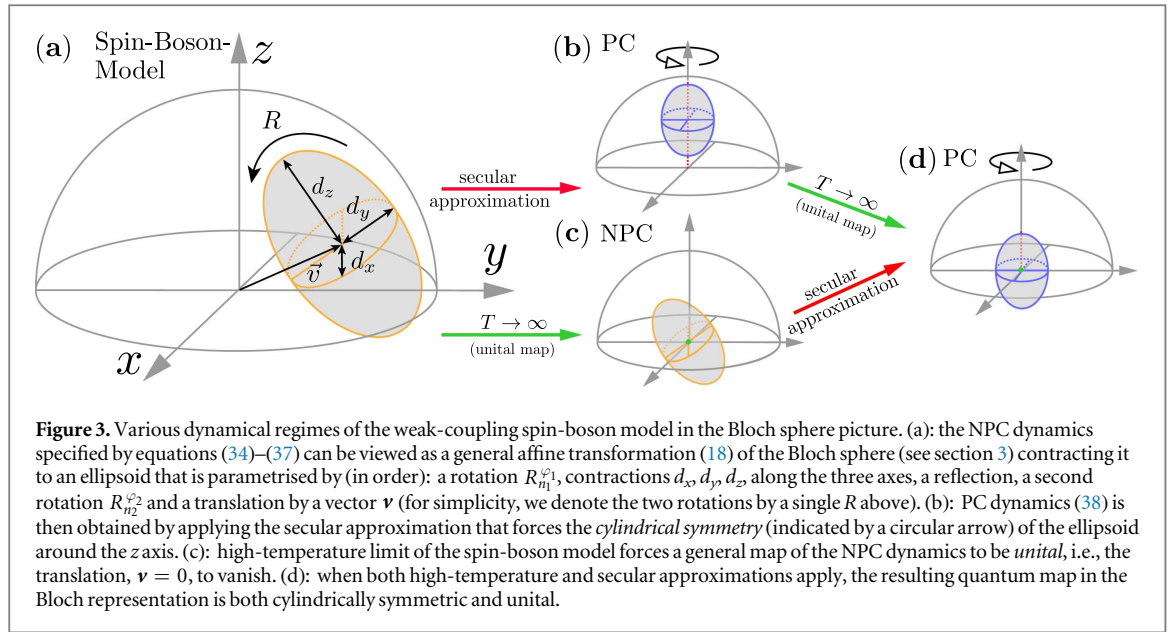 (a) Spin-Boson-
Model
z
R
d_z
d_y
d_x
\vec{v}
y
x
secular
approximation
T → ∞
(unital map)
(b) PC
(c) NPC
T → ∞
(unital map)
secular
approximation
(d) PC
Figure 3. Various dynamical regimes of the weak-coupling spin-boson model in the Bloch sphere picture. (a): the NPC dynamics
specified by equations (34)–(37) can be viewed as a general affine transformation (18) of the Bloch sphere (see section 3) contracting it
to an ellipsoid that is parametrised by (in order): a rotation R_{n_1}^{φ_1}, contractions d_x, d_y, d_z, along the three axes, a reflection, a second
rotation R_{n_2}^{φ_2} and a translation by a vector ν (for simplicity, we denote the two rotations by a single R above). (b): PC dynamics (38) is
then obtained by applying the secular approximation that forces the cylindrical symmetry (indicated by a circular arrow) of the ellipsoid
around the z axis. (c): high-temperature limit of the spin-boson model forces a general map of the NPC dynamics to be unital, i.e., the
translation, ν = 0, to vanish. (d): when both high-temperature and secular approximations apply, the resulting quantum map in the
Bloch representation is both cylindrically symmetric and unital.